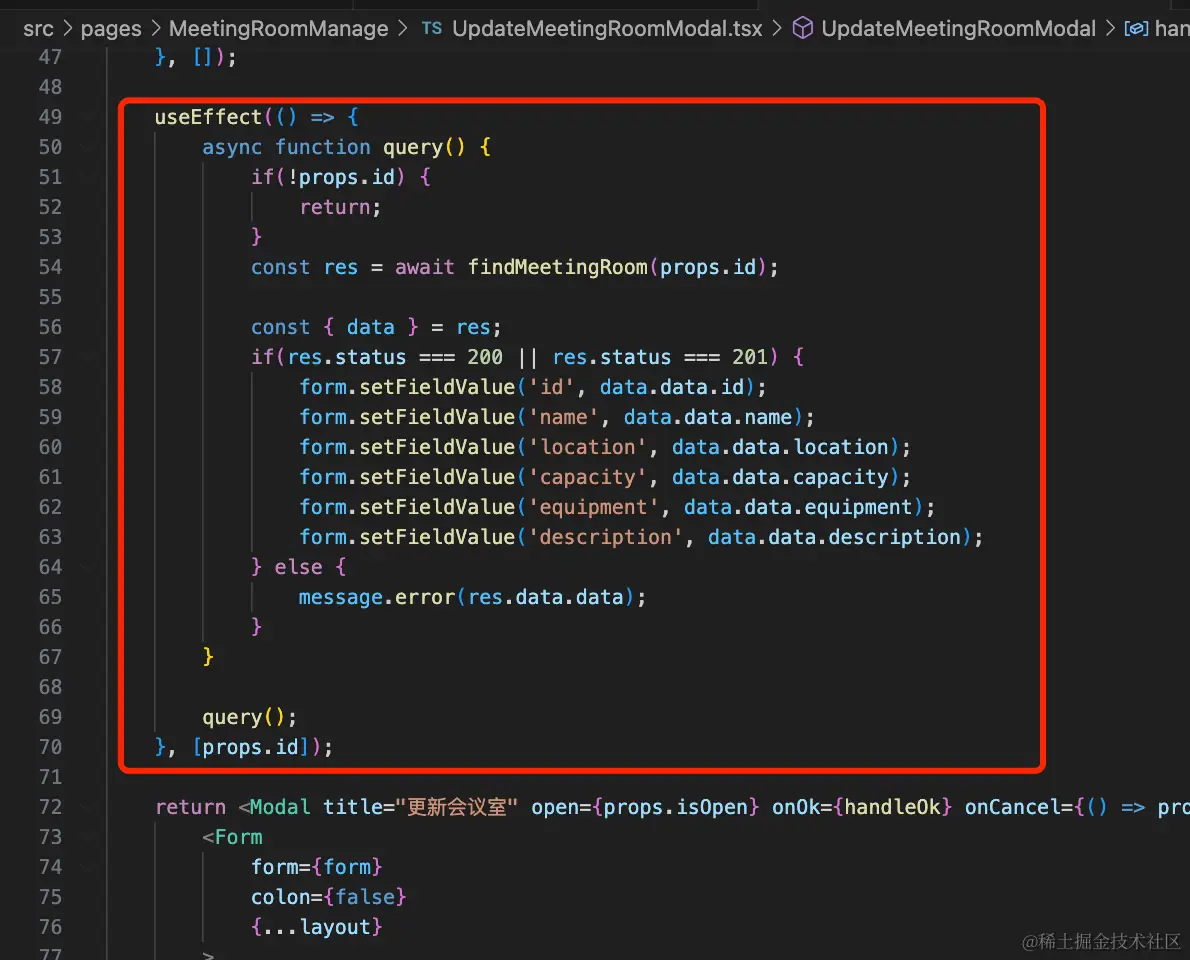 src > pages > MeetingRoomManage > TS UpdateMeetingRoomModal.tsx > UpdateMeetingRoomModal > han
47 }, []);
48
49 useEffect(() => {
50 async function query() {
51 if(!props.id) {
52 return;
53 }
54 const res = await findMeetingRoom(props.id);
55
56 const { data } = res;
57 if(res.status === 200 || res.status === 201) {
58 form.setFieldValue('id', data.data.id);
59 form.setFieldValue('name', data.data.name);
60 form.setFieldValue('location', data.data.location);
61 form.setFieldValue('capacity', data.data.capacity);
62 form.setFieldValue('equipment', data.data.equipment);
63 form.setFieldValue('description', data.data.description);
64 } else {
65 message.error(res.data.data);
66 }
67 }
68
69 query();
70 }, [props.id]);
71
72 return <Modal title="更新会议室" open={props.isOpen} onOk={handleOk} onCancel={() => pro
73 <Form
74 form={form}
75 colon={false}
76 {...layout}
77 >
@稀土掘金技术社区